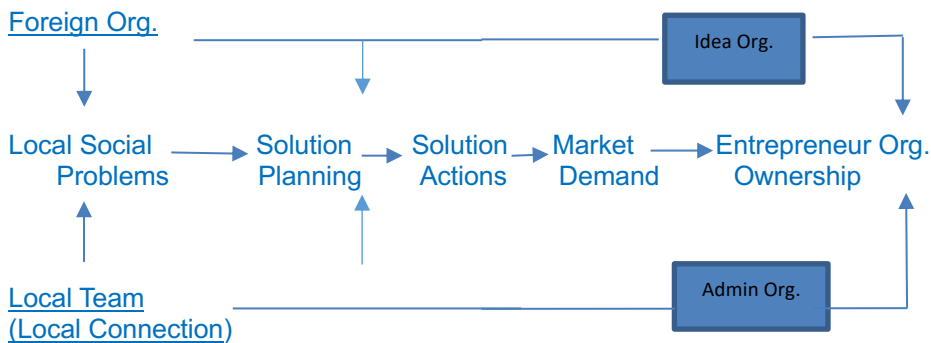 Foreign Org.
Idea Org.
Local Social Problems
Solution Planning
Solution Actions
Market Demand
Entrepreneur Org. Ownership
Local Team
(Local Connection)
Admin Org.